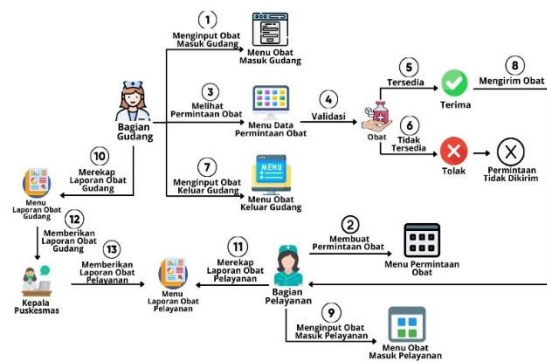 1
Menginput Obat
Masuk Gudang
Menu Obat
Masuk Gudang
3
Melihat
Permintaan Obat
Menu Data
Permintaan Obat
4
Validasi
Obat
5
Tersedia
Terima
8
Mengirim Obat
6
Tidak
Tersedia
Tolak
Permintaan
Tidak Dikirim
Bagian
Gudang
7
Menginput Obat
Keluar Gudang
MENU
Menu Obat
Keluar Gudang
10
Merekap
Laporan Obat
Gudang
Menu
Laporan Obat
Gudang
12
Memberikan
Laporan Obat
Gudang
Kepala
Puskesmas
13
Memberikan
Laporan Obat
Pelayanan
Menu
Laporan Obat
Pelayanan
11
Merekap
Laporan Obat
Pelayanan
Bagian
Pelayanan
2
Membuat
Permintaan Obat
Menu Permintaan
Obat
9
Menginput Obat
Masuk Pelayanan
Menu Obat
Masuk Pelayanan